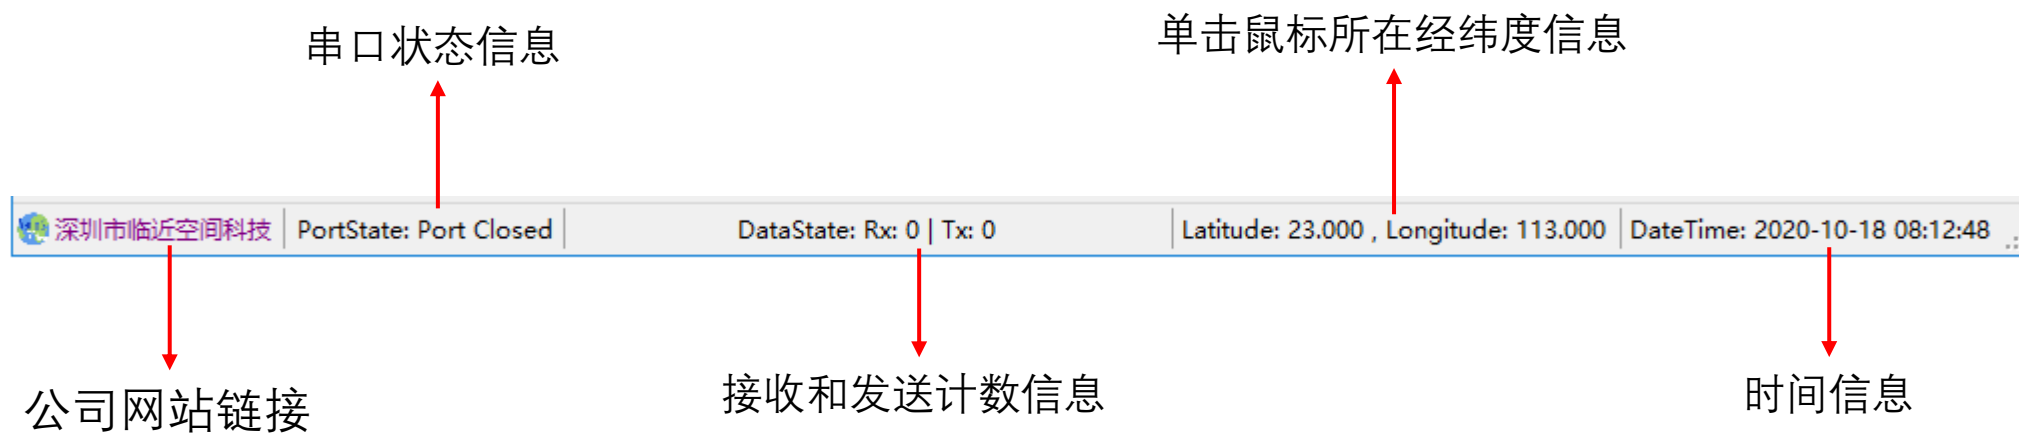 串口状态信息
单击鼠标所在经纬度信息
深圳市临近空间科技 PortState: Port Closed DataState: Rx: 0 | Tx: 0 Latitude: 23.000 , Longitude: 113.000 DateTime: 2020-10-18 08:12:48
公司网站链接
接收和发送计数信息
时间信息